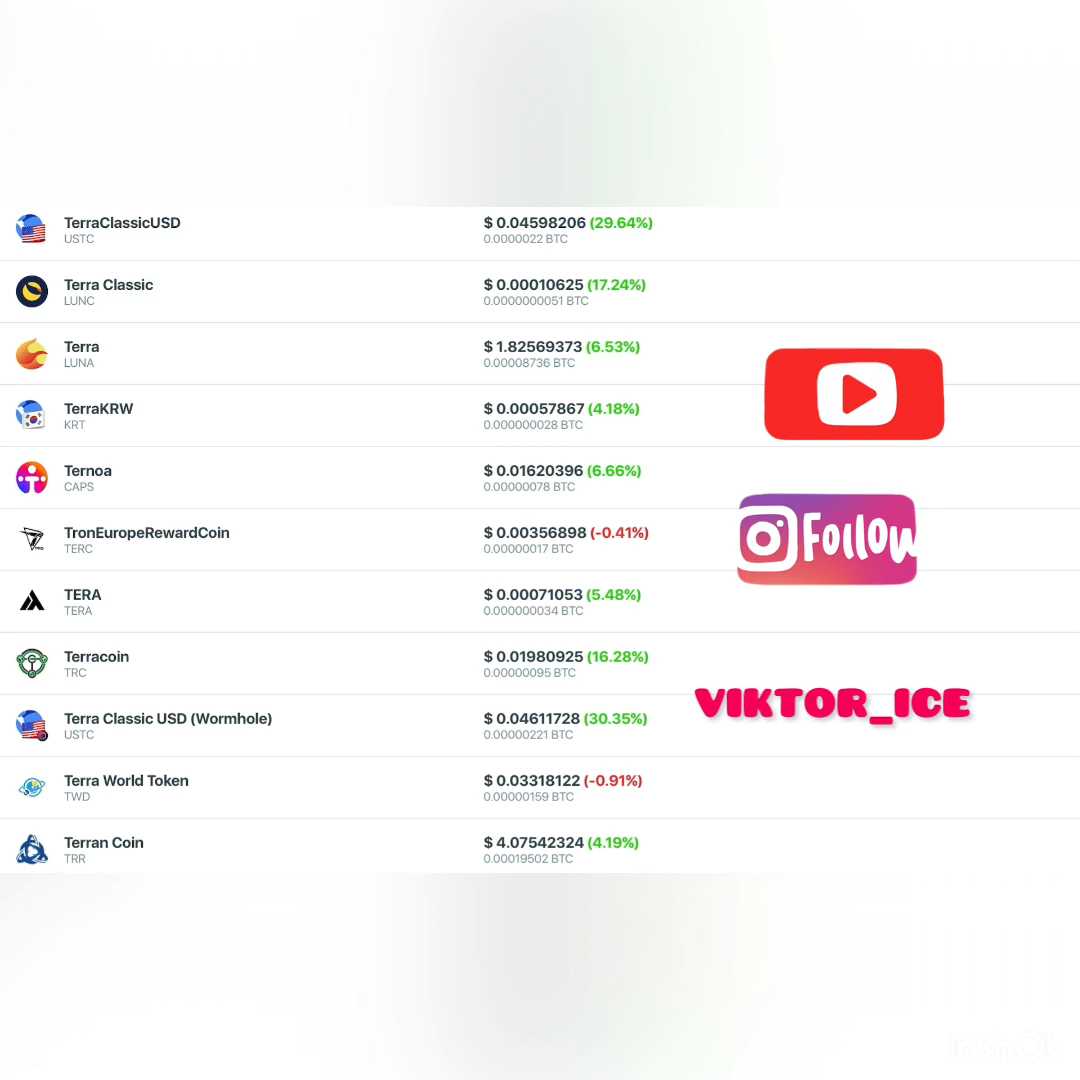 TerraClassicUSD
$ 0.04598206 (29.64%)
USTC
0.0000022 BTC
Terra Classic
$ 0.00010625 (17.24%)
LUNC
0.0000000051 BTC
Terra
$ 1.82569373 (6.53%)
LUNA
0.00008736 BTC
TerraKRW
$ 0.00057867 (4.18%)
KRT
0.000000028 BTC
Ternoa
$ 0.01620396 (6.66%)
CAPS
0.00000078 BTC
TronEuropeRewardCoin
$ 0.00356898 (-0.41%)
TERC
0.00000017 BTC
Follow
TERA
$ 0.00071053 (5.48%)
TERA
0.000000034 BTC
Terracoin
$ 0.01980925 (16.28%)
TRC
0.00000095 BTC
VIKTOR_ICE
Terra Classic USD (Wormhole)
$ 0.04611728 (30.35%)
USTC
0.00000221 BTC
Terra World Token
$ 0.03318122 (-0.91%)
TWD
0.00000159 BTC
Terran Coin
$ 4.07542324 (4.19%)
TRR
0.00019502 BTC
InShOt